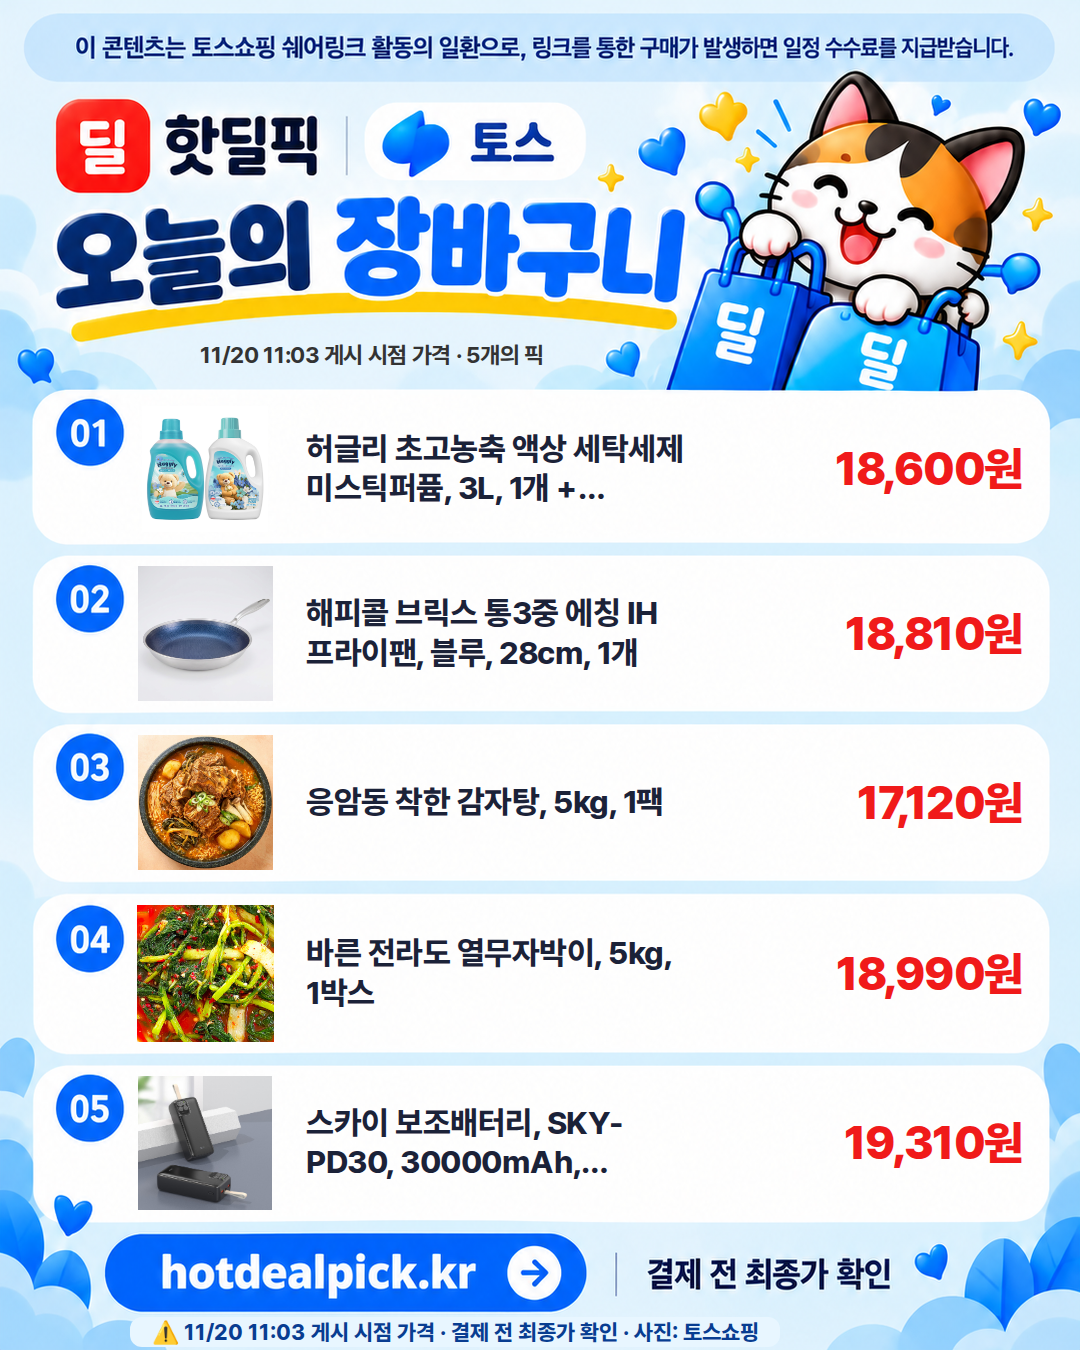 이 콘텐츠는 토스쇼핑 쉐어링크 활동의 일환으로, 링크를 통한 구매가 발생하면 일정 수수료를 지급받습니다.
딜 핫딜픽 토스
오늘의 장바구니
딜 딜
11/20 11:03 게시 시점 가격 · 5개의 픽
01
허글리 초고농축 액상 세탁세제
미스틱퍼퓸, 3L, 1개 +...
18,600원
02
해피콜 브릭스 통3중 에칭 IH
프라이팬, 블루, 28cm, 1개
18,810원
03
응암동 착한 감자탕, 5kg, 1팩
17,120원
04
바른 전라도 열무자박이, 5kg,
1박스
18,990원
05
스카이 보조배터리, SKY-
PD30, 30000mAh,...
19,310원
hotdealpick.kr
결제 전 최종가 확인
⚠️ 11/20 11:03 게시 시점 가격 · 결제 전 최종가 확인 · 사진: 토스쇼핑